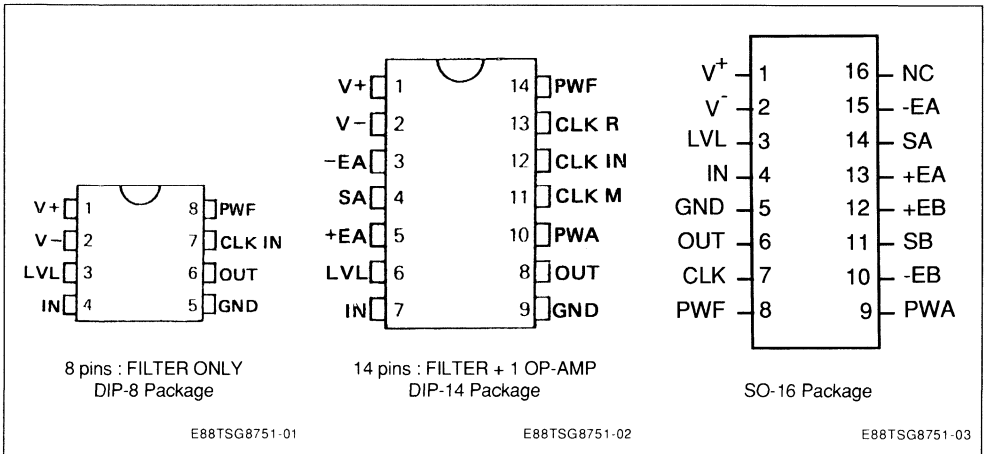 V+ 1 8 PWF
V− 2 7 CLK IN
LVL 3 6 OUT
IN 4 5 GND
8 pins : FILTER ONLY
DIP-8 Package
E88TSG8751-01
V+ 1 14 PWF
V− 2 13 CLK R
−EA 3 12 CLK IN
SA 4 11 CLK M
+EA 5 10 PWA
LVL 6 8 OUT
IN 7 9 GND
14 pins : FILTER + 1 OP-AMP
DIP-14 Package
E88TSG8751-02
V+ 1 16 NC
V- 2 15 -EA
LVL 3 14 SA
IN 4 13 +EA
GND 5 12 +EB
OUT 6 11 SB
CLK 7 10 -EB
PWF 8 9 PWA
SO-16 Package
E88TSG8751-03